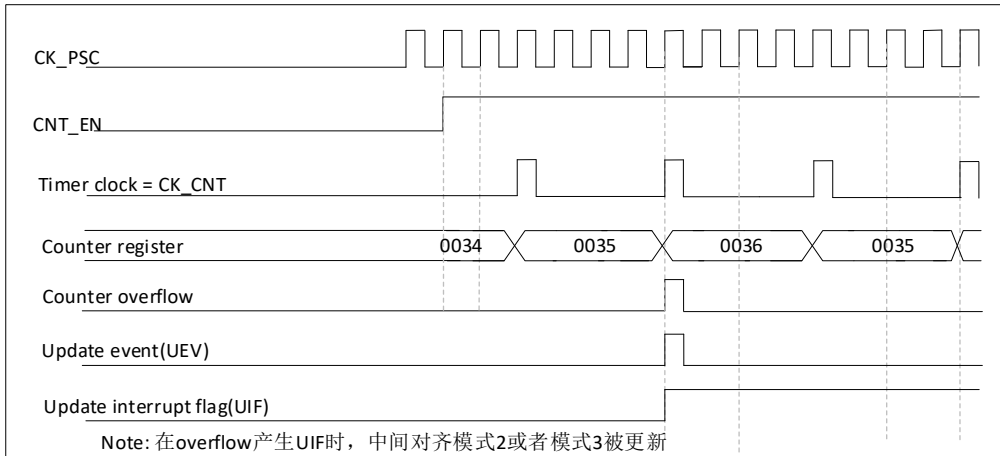 CK_PSC
CNT_EN
Timer clock = CK_CNT
Counter register 0034 0035 0036 0035
Counter overflow
Update event(UEV)
Update interrupt flag(UIF)
Note: 在overflow产生UIF时，中间对齐模式2或者模式3被更新